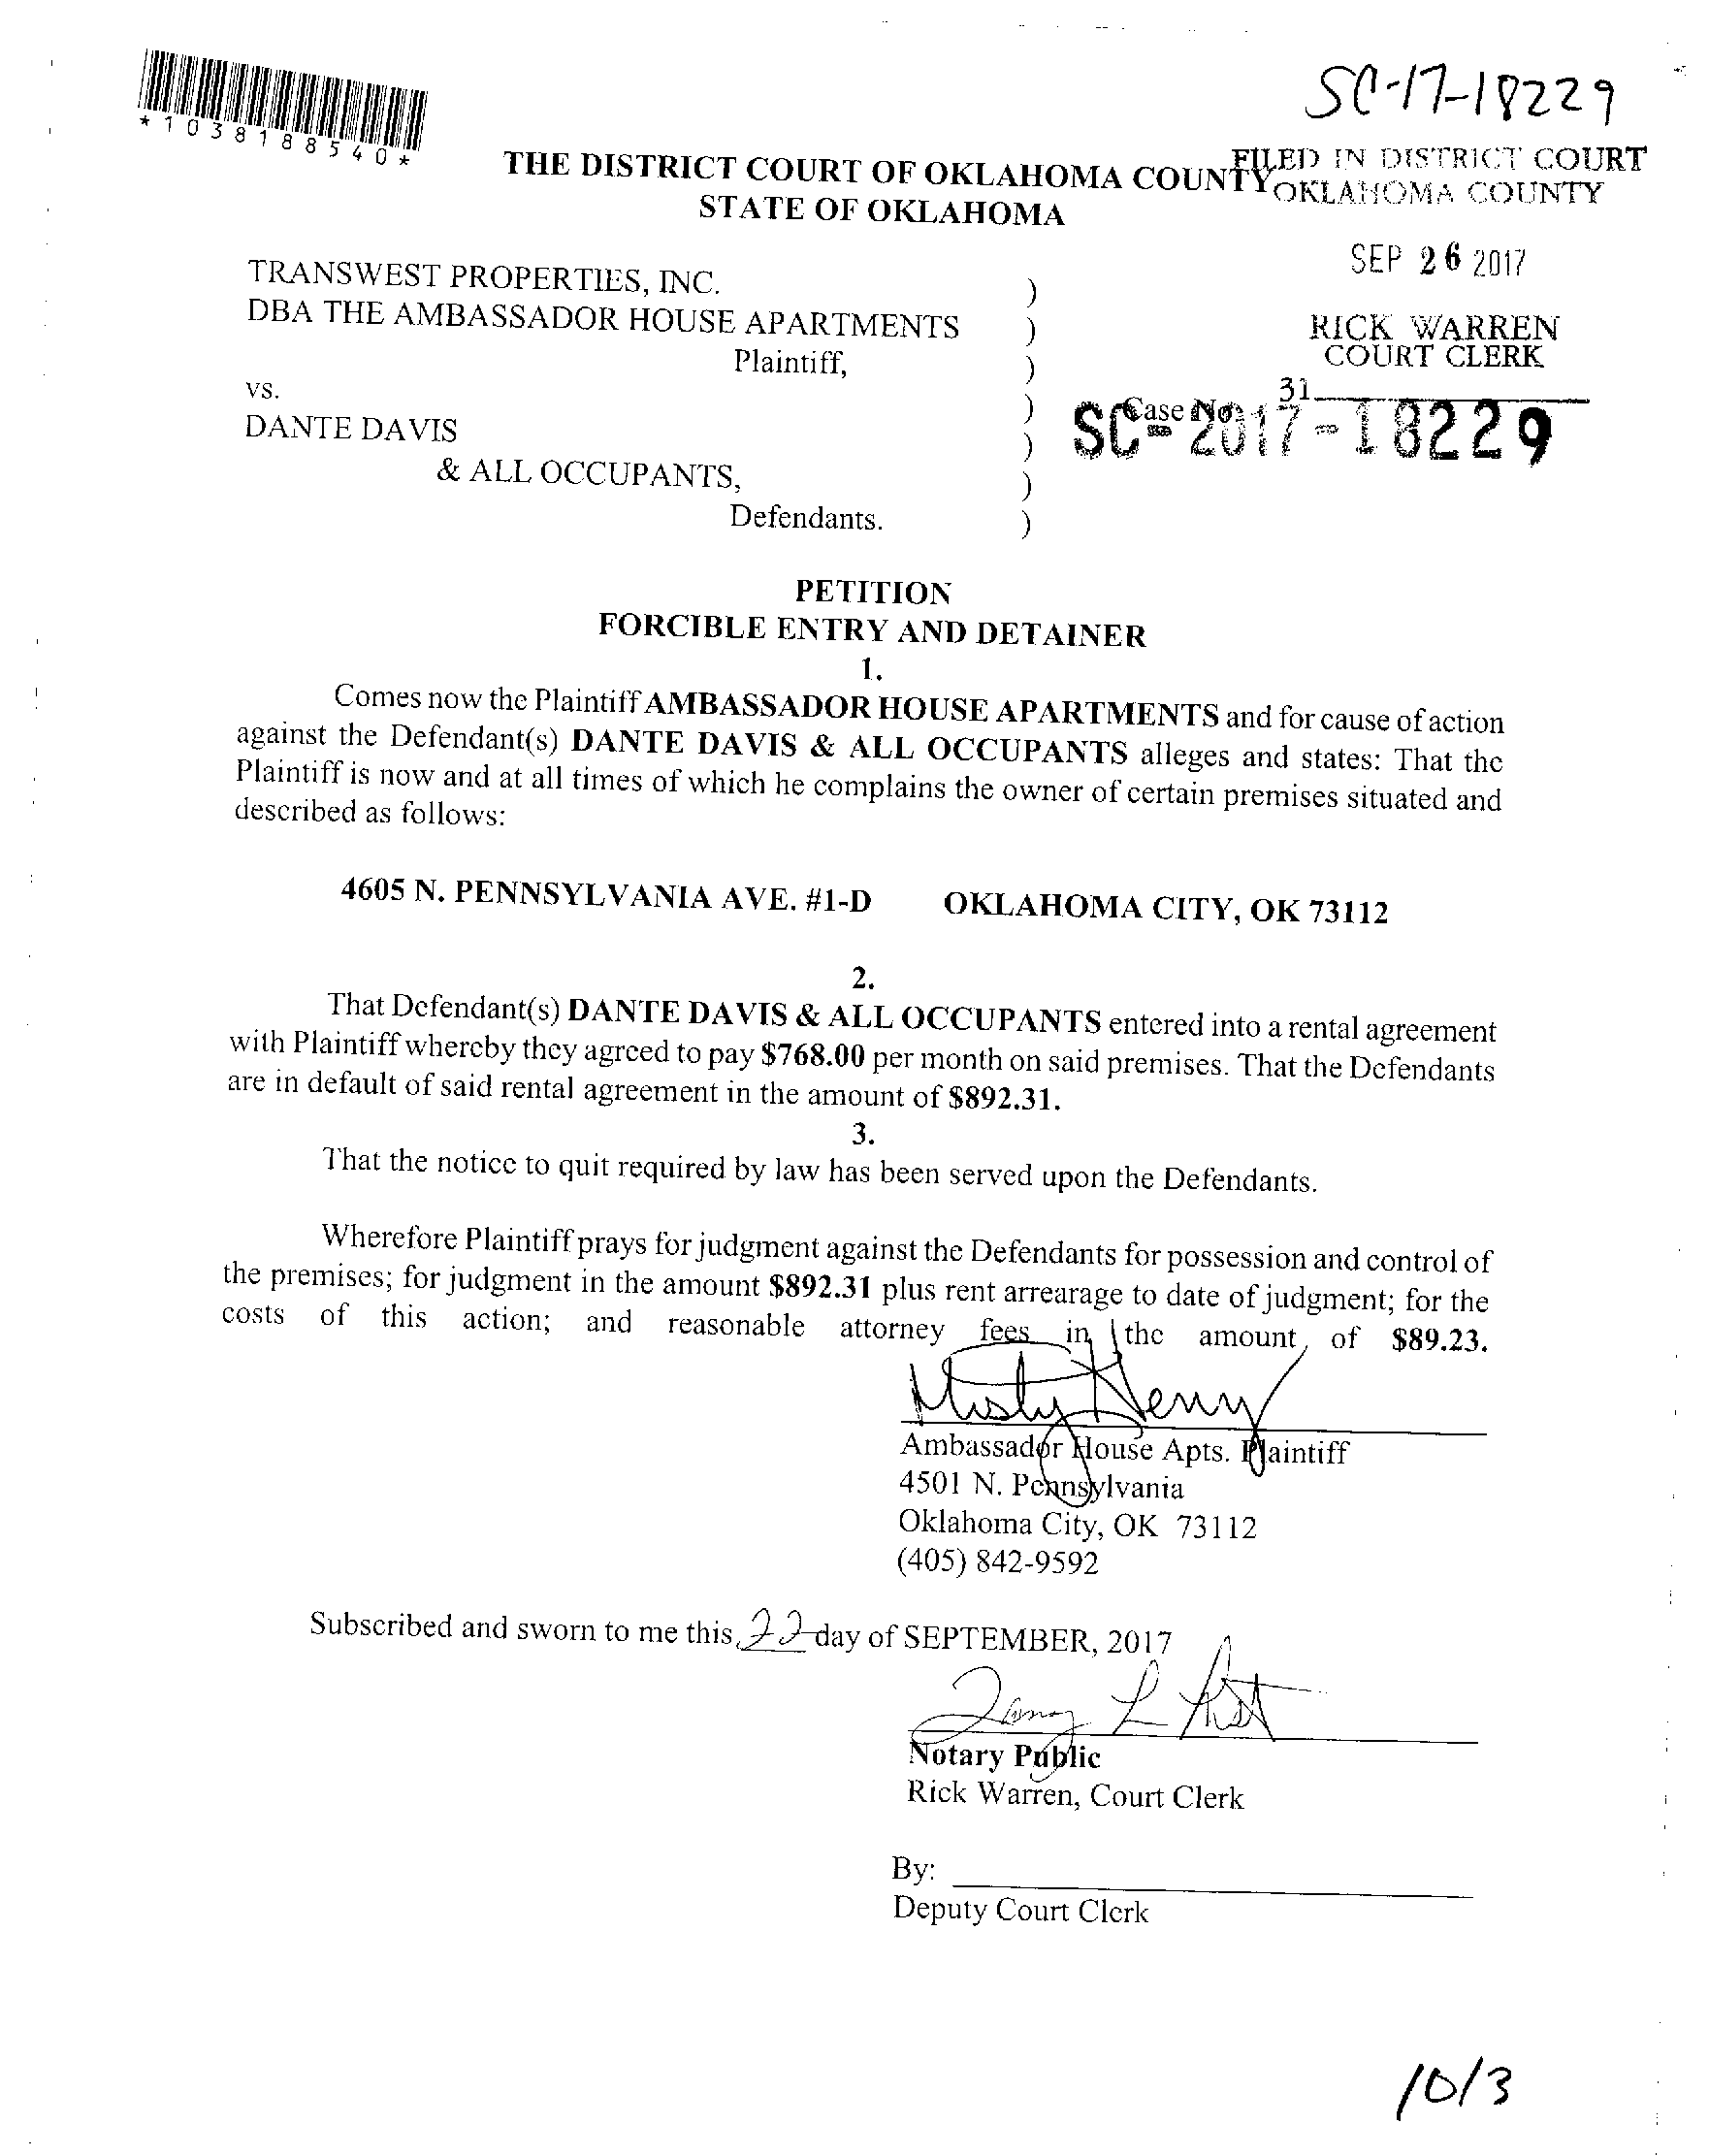 SC-17-18229
*1038188540*
THE DISTRICT COURT OF OKLAHOMA COUNTY
STATE OF OKLAHOMA
FILED IN DISTRICT COURT
OKLAHOMA COUNTY
SEP 26 2017
RICK WARREN
COURT CLERK
31
TRANSWEST PROPERTIES, INC. )
DBA THE AMBASSADOR HOUSE APARTMENTS )
Plaintiff, )
vs. )
DANTE DAVIS ) Case No.
SC-2017-18229
& ALL OCCUPANTS, )
Defendants. )
PETITION
FORCIBLE ENTRY AND DETAINER
1.
Comes now the Plaintiff AMBASSADOR HOUSE APARTMENTS and for cause of action
against the Defendant(s) DANTE DAVIS & ALL OCCUPANTS alleges and states: That the
Plaintiff is now and at all times of which he complains the owner of certain premises situated and
described as follows:
4605 N. PENNSYLVANIA AVE. #1-D OKLAHOMA CITY, OK 73112
2.
That Defendant(s) DANTE DAVIS & ALL OCCUPANTS entered into a rental agreement
with Plaintiff whereby they agreed to pay $768.00 per month on said premises. That the Defendants
are in default of said rental agreement in the amount of $892.31.
3.
That the notice to quit required by law has been served upon the Defendants.
Wherefore Plaintiff prays for judgment against the Defendants for possession and control of
the premises; for judgment in the amount $892.31 plus rent arrearage to date of judgment; for the
costs of this action; and reasonable attorney fees in the amount of $89.23.
Misty Henry
Ambassador House Apts. Plaintiff
4501 N. Pennsylvania
Oklahoma City, OK 73112
(405) 842-9592
Subscribed and sworn to me this 22 day of SEPTEMBER, 2017
Notary Public
Rick Warren, Court Clerk
By:
Deputy Court Clerk
10/3